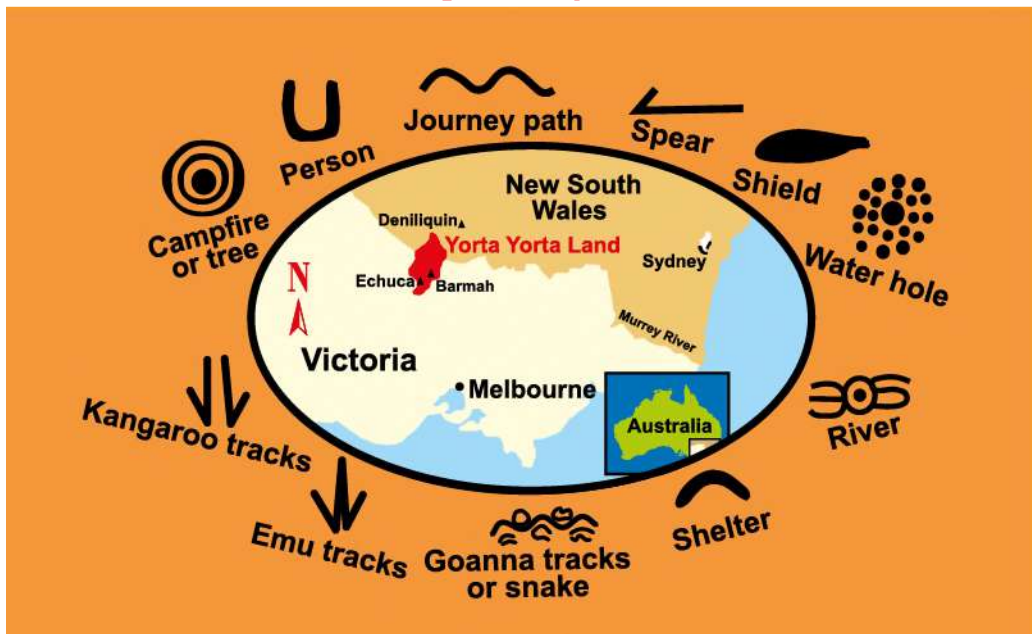 Journey path
Person
Spear
Shield
Campfire
or tree
Water hole
New South
Wales
Deniliquin
Yorta Yorta Land
Sydney
N
Echuca
Barmah
Murrey River
Victoria
Melbourne
Australia
River
Kangaroo tracks
Emu tracks
Goanna tracks
or snake
Shelter